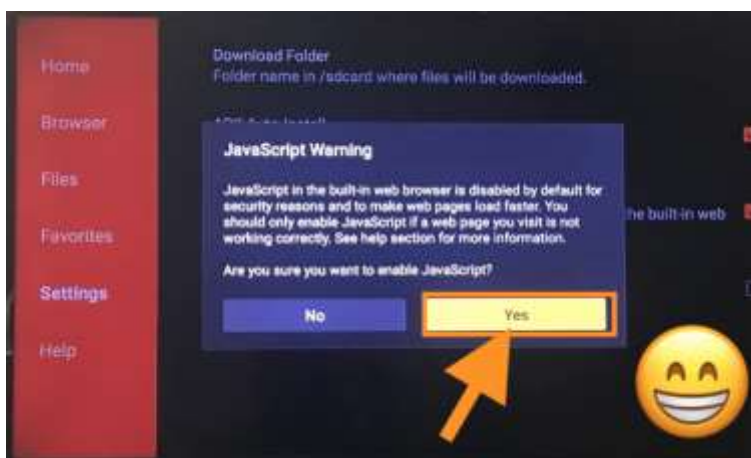 Home
Browser
Files
Favorites
Settings
Help
Download Folder
Folder name in /sdcard where files will be downloaded.
APK Auto-Install
the built-in web
JavaScript Warning
JavaScript in the built-in web browser is disabled by default for
security reasons and to make web pages load faster. You
should only enable JavaScript if a web page you visit is not
working correctly. See help section for more information.
Are you sure you want to enable JavaScript?
No
Yes